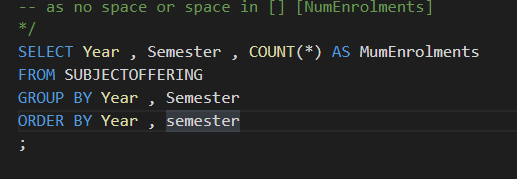 -- as no space or space in [] [NumEnrolments]
*/
SELECT Year , Semester , COUNT(*) AS MumEnrolments
FROM SUBJECTOFFERING
GROUP BY Year , Semester
ORDER BY Year , semester
;